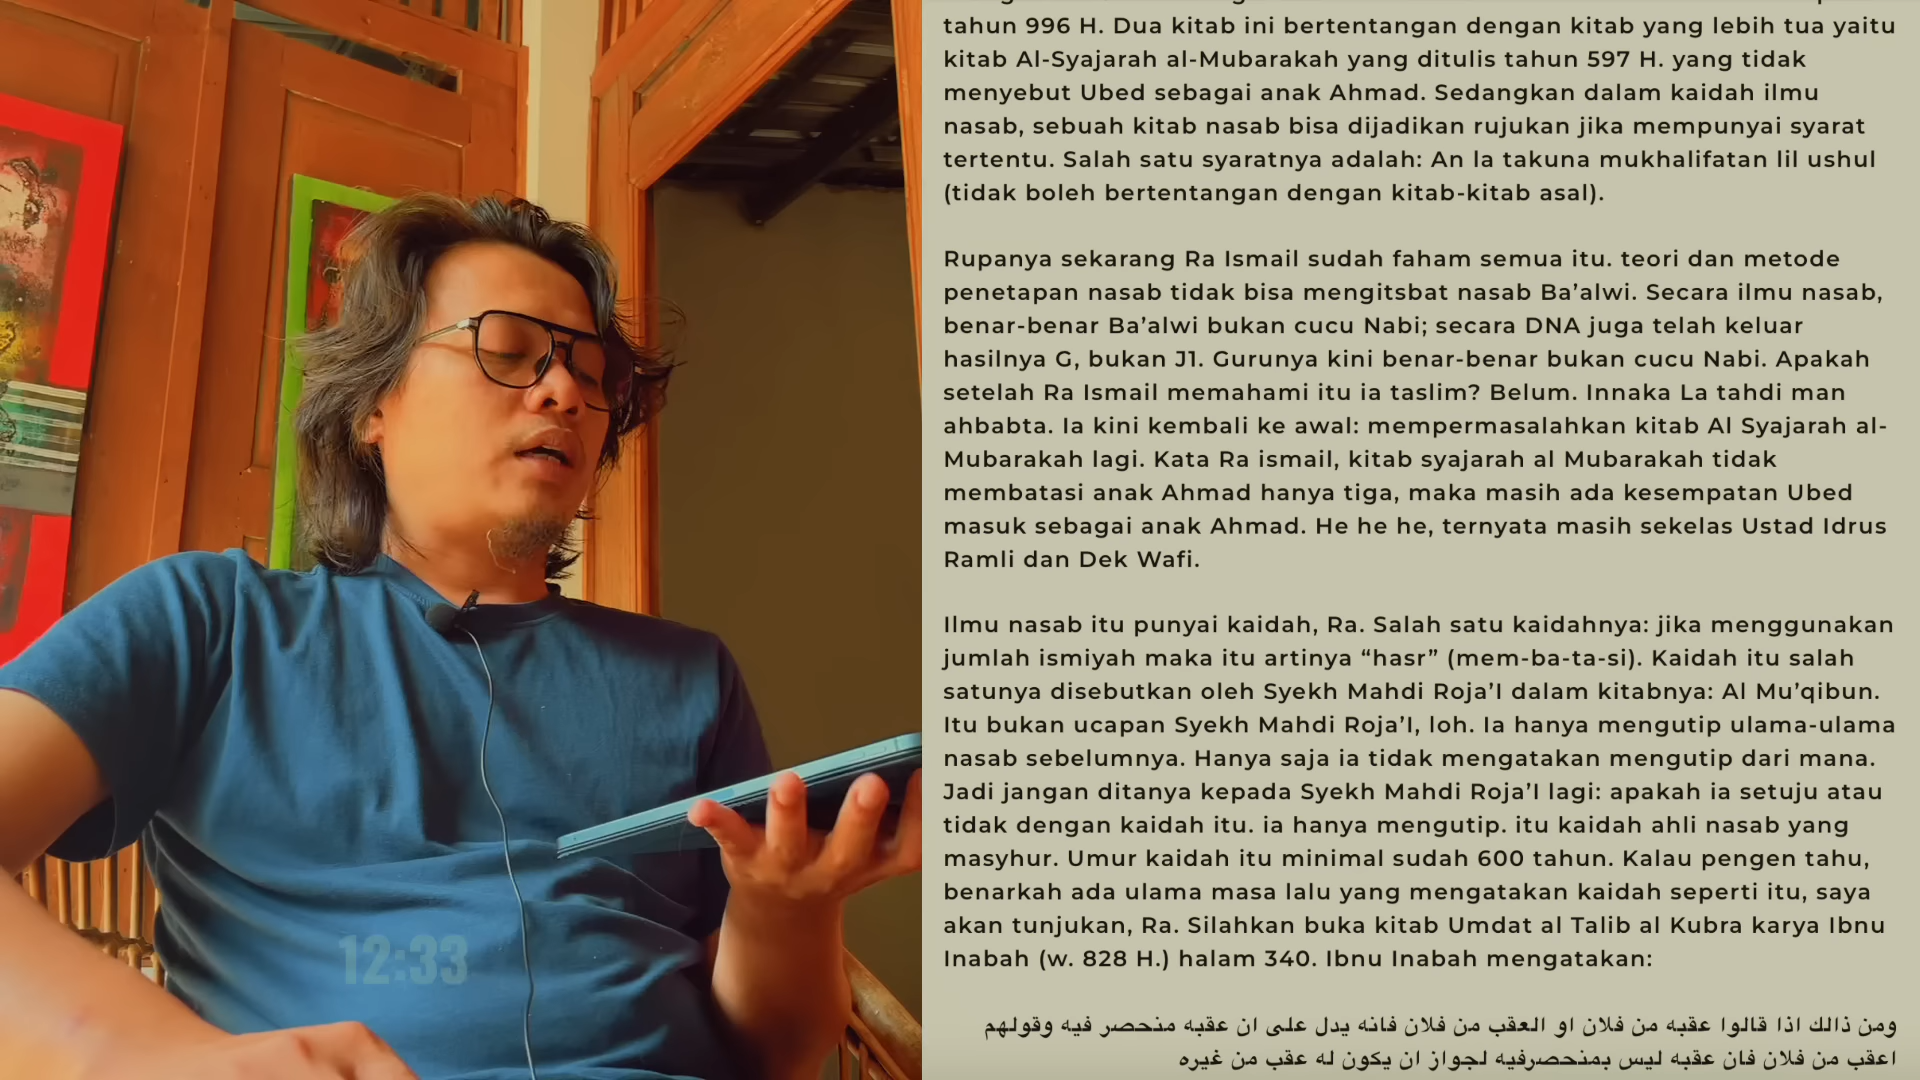 tahun 996 H. Dua kitab ini bertentangan dengan kitab yang lebih tua yaitu
kitab Al-Syajarah al-Mubarakah yang ditulis tahun 597 H. yang tidak
menyebut Ubed sebagai anak Ahmad. Sedangkan dalam kaidah ilmu
nasab, sebuah kitab nasab bisa dijadikan rujukan jika mempunyai syarat
tertentu. Salah satu syaratnya adalah: An la takuna mukhalifatan lil ushul
(tidak boleh bertentangan dengan kitab-kitab asal).
Rupanya sekarang Ra Ismail sudah faham semua itu. teori dan metode
penetapan nasab tidak bisa mengitsbat nasab Ba’alwi. Secara ilmu nasab,
benar-benar Ba’alwi bukan cucu Nabi; secara DNA juga telah keluar
hasilnya G, bukan J1. Gurunya kini benar-benar bukan cucu Nabi. Apakah
setelah Ra Ismail memahami itu ia taslim? Belum. Innaka La tahdi man
ahbabta. Ia kini kembali ke awal: mempermasalahkan kitab Al Syajarah al-
Mubarakah lagi. Kata Ra ismail, kitab syajarah al Mubarakah tidak
membatasi anak Ahmad hanya tiga, maka masih ada kesempatan Ubed
masuk sebagai anak Ahmad. He he he, ternyata masih sekelas Ustad Idrus
Ramli dan Dek Wafi.
Ilmu nasab itu punyai kaidah, Ra. Salah satu kaidahnya: jika menggunakan
jumlah ismiyah maka itu artinya “hasr” (mem-ba-ta-si). Kaidah itu salah
satunya disebutkan oleh Syekh Mahdi Roja’I dalam kitabnya: Al Mu’qibun.
Itu bukan ucapan Syekh Mahdi Roja’I, loh. Ia hanya mengutip ulama-ulama
nasab sebelumnya. Hanya saja ia tidak mengatakan mengutip dari mana.
Jadi jangan ditanya kepada Syekh Mahdi Roja’I lagi: apakah ia setuju atau
tidak dengan kaidah itu. ia hanya mengutip. itu kaidah ahli nasab yang
masyhur. Umur kaidah itu minimal sudah 600 tahun. Kalau pengen tahu,
benarkah ada ulama masa lalu yang mengatakan kaidah seperti itu, saya
akan tunjukan, Ra. Silahkan buka kitab Umdat al Talib al Kubra karya Ibnu
Inabah (w. 828 H.) halam 340. Ibnu Inabah mengatakan:
ومن ذالك اذا قالوا عقبه من فلان او العقب من فلان فانه يدل على ان عقبه منحصر فيه وقولهم
اعقب من فلان فان عقبه ليس بمنحصرفيه لجواز ان يكون له عقب من غيره
12:33